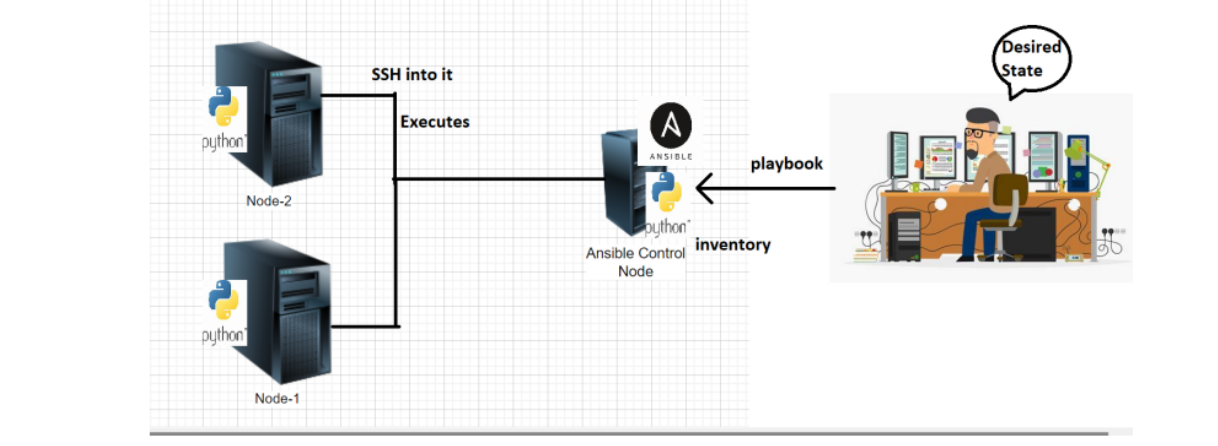 Desired
State
SSH into it
Executes
ANSIBLE
playbook
python
python
Node-2
Ansible Control
Node
inventory
python
Node-1